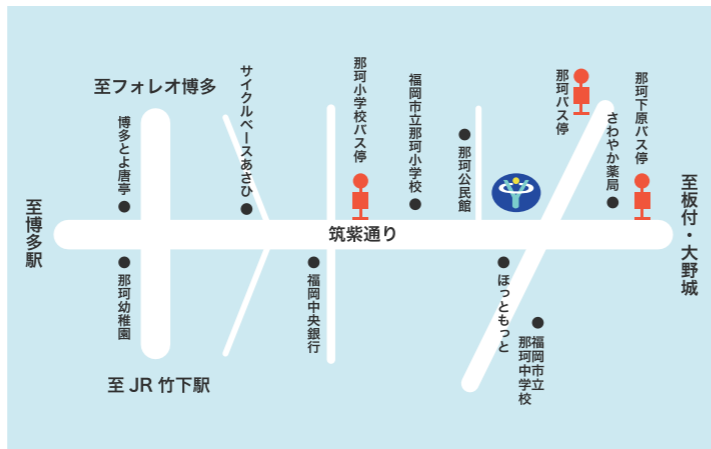 至フォレオ博多
博多とよ唐亭
サイクルベースあさひ
那珂小学校バス停
福岡市立那珂小学校
那珂公民館
那珂バス停
さわやか薬局
那珂下原バス停
至博多駅
筑紫通り
至板付・大野城
那珂幼稚園
福岡中央銀行
ほっともっと
福岡市立
那珂中学校
至 JR 竹下駅